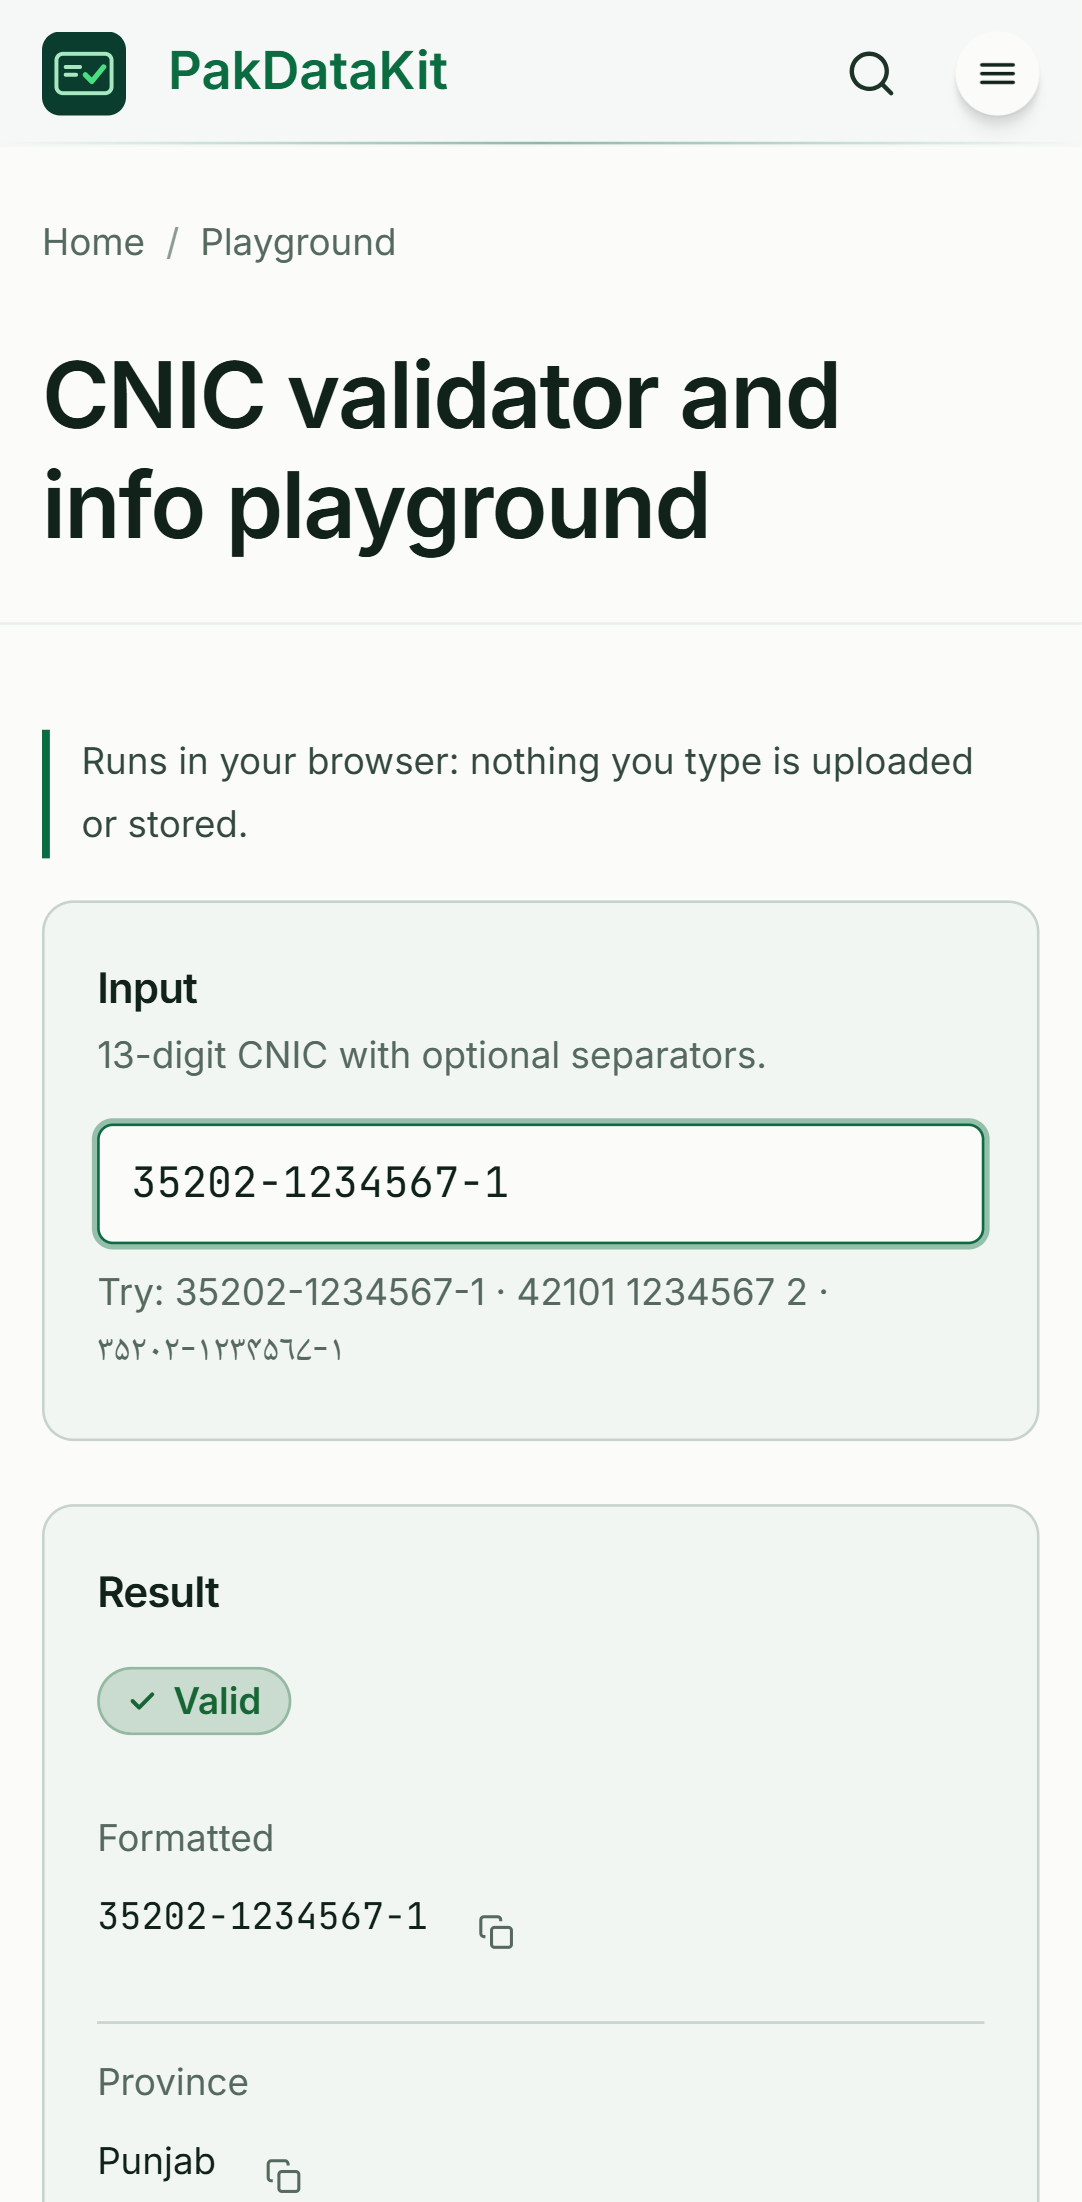 PakDataKit
Home / Playground
CNIC validator and
info playground
Runs in your browser: nothing you type is uploaded
or stored.
Input
13-digit CNIC with optional separators.
35202-1234567-1
Try: 35202-1234567-1 · 42101 1234567 2 ·
۳۵۲۰۲-۱۲۳۴۵۶۷-۱
Result
Valid
Formatted
35202-1234567-1
Province
Punjab